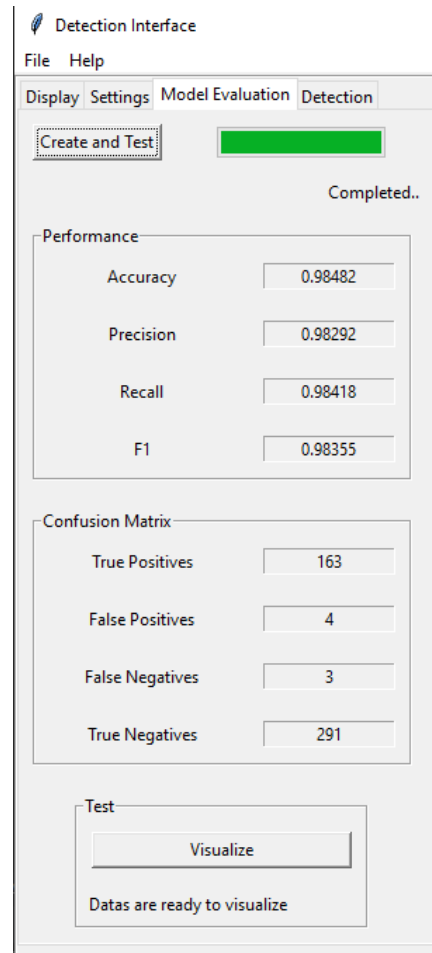 Detection Interface
File Help
Display Settings Model Evaluation Detection
Create and Test
Completed..
Performance
Accuracy 0.98482
Precision 0.98292
Recall 0.98418
F1 0.98355
Confusion Matrix
True Positives 163
False Positives 4
False Negatives 3
True Negatives 291
Test
Visualize
Datas are ready to visualize